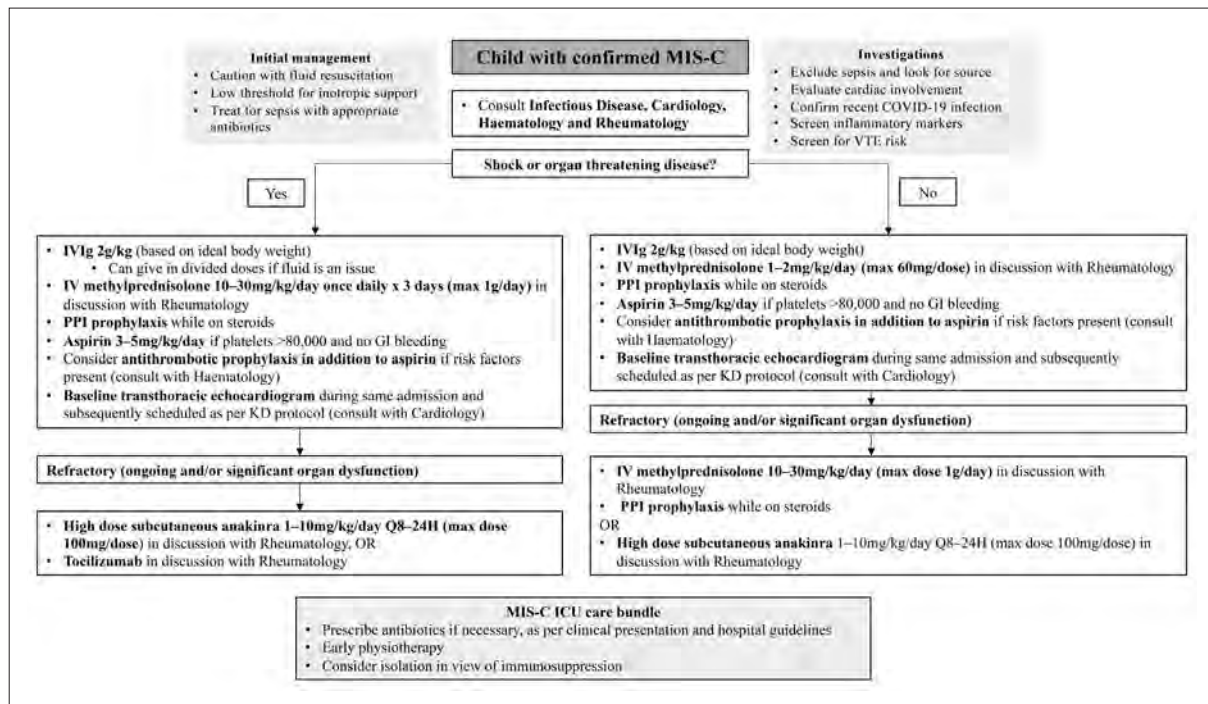 Initial management
• Caution with fluid resuscitation
• Low threshold for inotropic support
• Treat for sepsis with appropriate
antibiotics
Child with confirmed MIS-C
• Consult Infectious Disease, Cardiology,
Haematology and Rheumatology
Investigations
• Exclude sepsis and look for source
• Evaluate cardiac involvement
• Confirm recent COVID-19 infection
• Screen inflammatory markers
• Screen for VTE risk
Shock or organ threatening disease?
Yes
No
• IVIg 2g/kg (based on ideal body weight)
• Can give in divided doses if fluid is an issue
• IV methylprednisolone 10–30mg/kg/day once daily x 3 days (max 1g/day) in
discussion with Rheumatology
• PPI prophylaxis while on steroids
• Aspirin 3–5mg/kg/day if platelets >80,000 and no GI bleeding
• Consider antithrombotic prophylaxis in addition to aspirin if risk factors
present (consult with Haematology)
• Baseline transthoracic echocardiogram during same admission and
subsequently scheduled as per KD protocol (consult with Cardiology)
Refractory (ongoing and/or significant organ dysfunction)
• High dose subcutaneous anakinra 1–10mg/kg/day Q8–24H (max dose
100mg/dose) in discussion with Rheumatology, OR
• Tocilizumab in discussion with Rheumatology
• IVIg 2g/kg (based on ideal body weight)
• IV methylprednisolone 1–2mg/kg/day (max 60mg/dose) in discussion with Rheumatology
• PPI prophylaxis while on steroids
• Aspirin 3–5mg/kg/day if platelets >80,000 and no GI bleeding
• Consider antithrombotic prophylaxis in addition to aspirin if risk factors present (consult
with Haematology)
• Baseline transthoracic echocardiogram during same admission and subsequently
scheduled as per KD protocol (consult with Cardiology)
Refractory (ongoing and/or significant organ dysfunction)
• IV methylprednisolone 10–30mg/kg/day (max dose 1g/day) in discussion with
Rheumatology
• PPI prophylaxis while on steroids
OR
• High dose subcutaneous anakinra 1–10mg/kg/day Q8–24H (max dose 100mg/dose) in
discussion with Rheumatology
MIS-C ICU care bundle
• Prescribe antibiotics if necessary, as per clinical presentation and hospital guidelines
• Early physiotherapy
• Consider isolation in view of immunosuppression